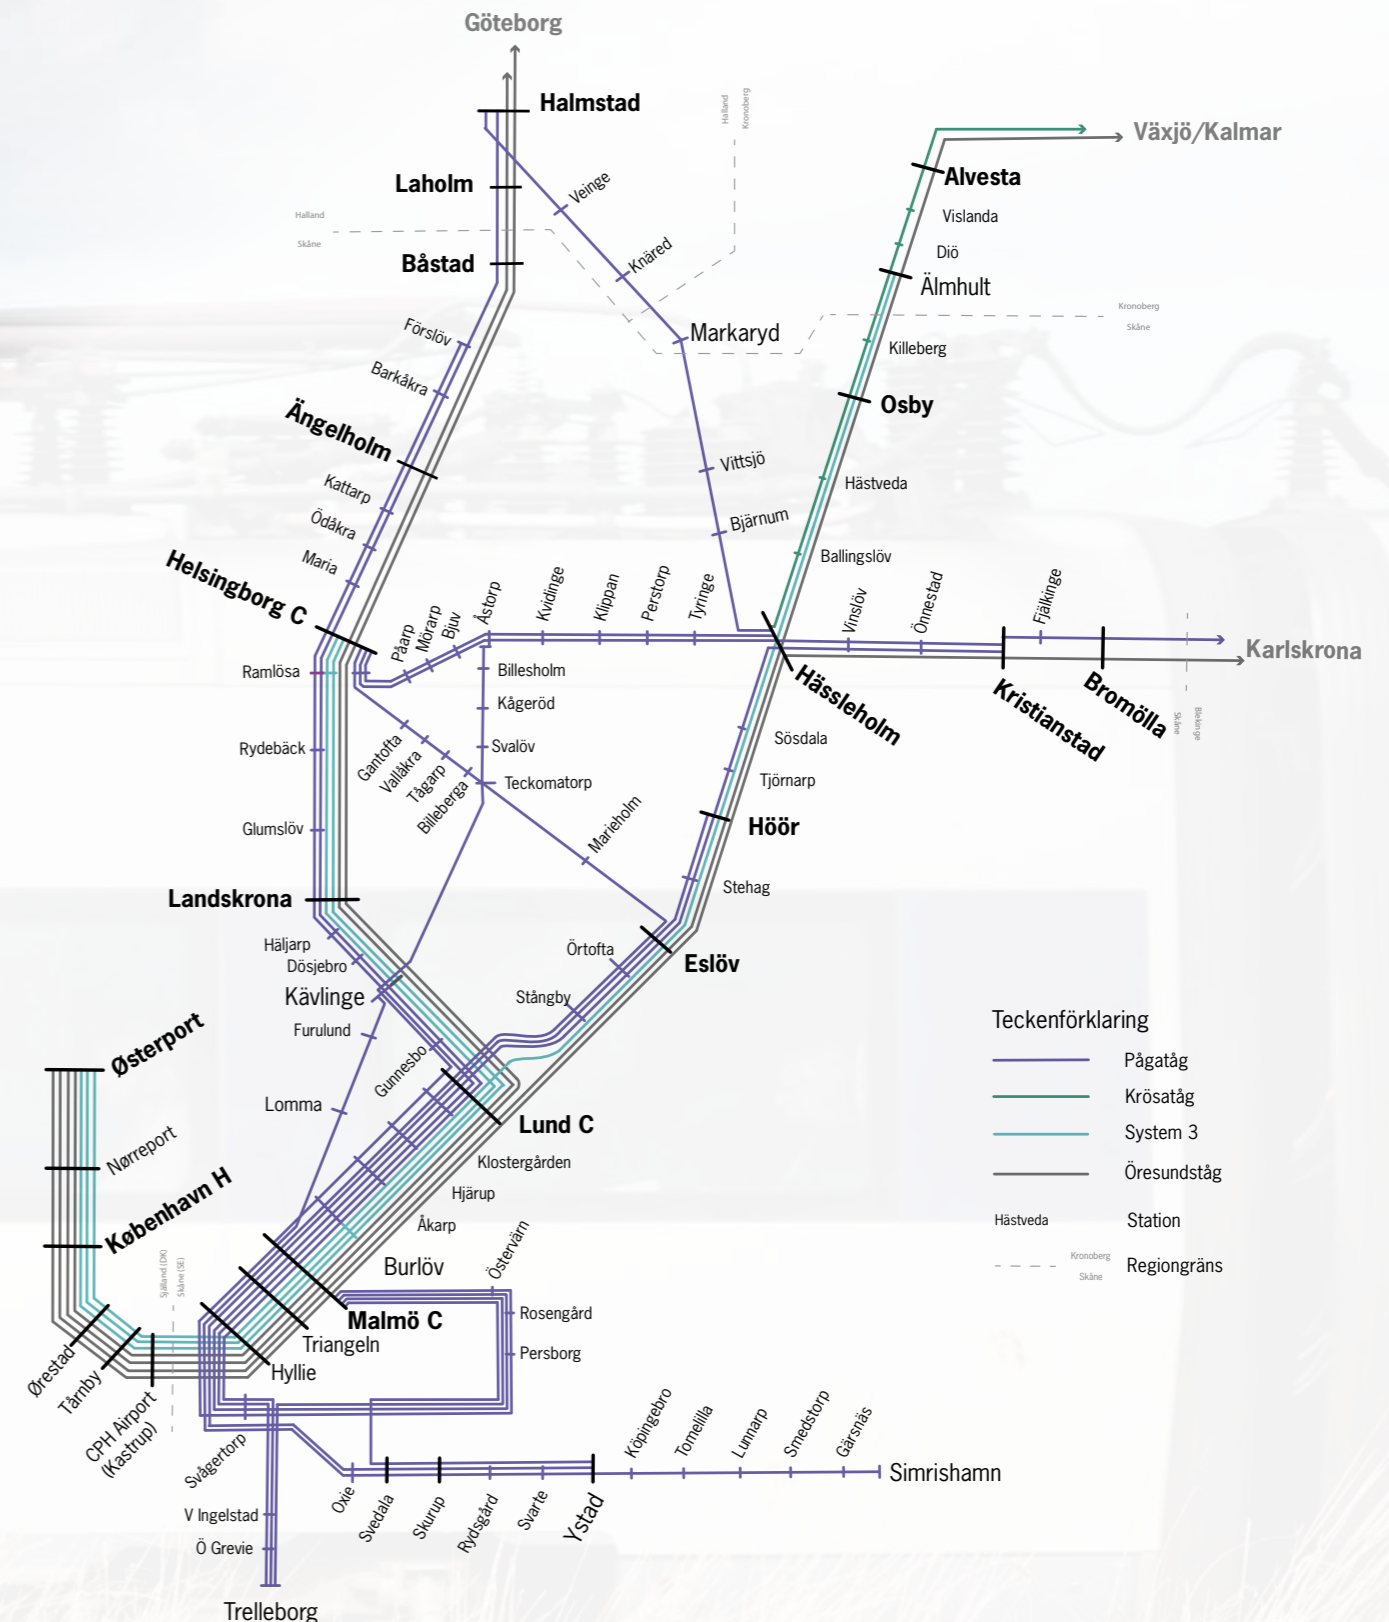 Göteborg
Halmstad
Halland
Kronoberg
Växjö/Kalmar
Laholm
Veinge
Alvesta
Halland
Skåne
Vislanda
Knäred
Diö
Båstad
Älmhult
Kronoberg
Skåne
Markaryd
Förslöv
Killeberg
Barkåkra
Osby
Ängelholm
Vittsjö
Kattarp
Hästveda
Ödåkra
Bjärnum
Maria
Ballingslöv
Helsingborg C
Påarp
Mörarp
Bjuv
Åstorp
Kvidinge
Klippan
Perstorp
Tyringe
Vinslöv
Önnestad
Fjälkinge
Karlskrona
Ramlösa
Billesholm
Hässleholm
Kristianstad
Bromölla
Skåne
Blekinge
Kågeröd
Rydebäck
Svalöv
Sösdala
Gantofta
Vallåkra
Tågarp
Billeberga
Teckomatorp
Tjörnarp
Glumslöv
Marieholm
Höör
Landskrona
Stehag
Häljarp
Dösjebro
Örtofta
Eslöv
Kävlinge
Stångby
Furulund
Østerport
Gunnesbo
Lomma
Lund C
Nørreport
Klostergården
København H
Hjärup
Åkarp
Själland (DK)
Skåne (SE)
Burlöv
Östervärn
Malmö C
Rosengård
Triangeln
Persborg
Ørestad
Tårnby
Hyllie
CPH Airport
(Kastrup)
Svågertorp
Köpingebro
Tomelilla
Lunnarp
Smedstorp
Gärsnäs
Simrishamn
Oxie
Svedala
Skurup
Rydsgård
Svarte
Ystad
V Ingelstad
Ö Grevie
Trelleborg
Teckenförklaring
Pågatåg
Krösatåg
System 3
Öresundståg
Hästveda Station
Kronoberg
Skåne
Regiongräns